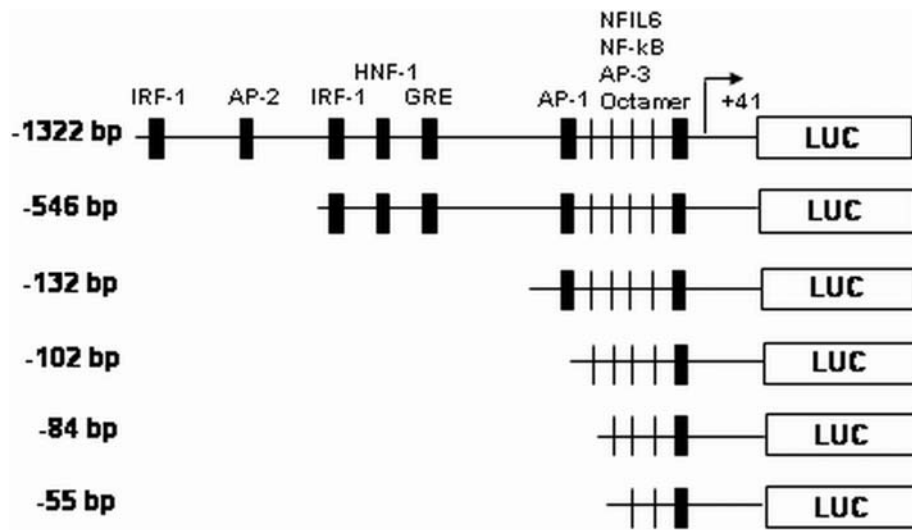 NFIL6
NF-kB
HNF-1 AP-3
IRF-1 AP-2 IRF-1 GRE AP-1 Octamer +41
-1322 bp LUC
-546 bp LUC
-132 bp LUC
-102 bp LUC
-84 bp LUC
-55 bp LUC